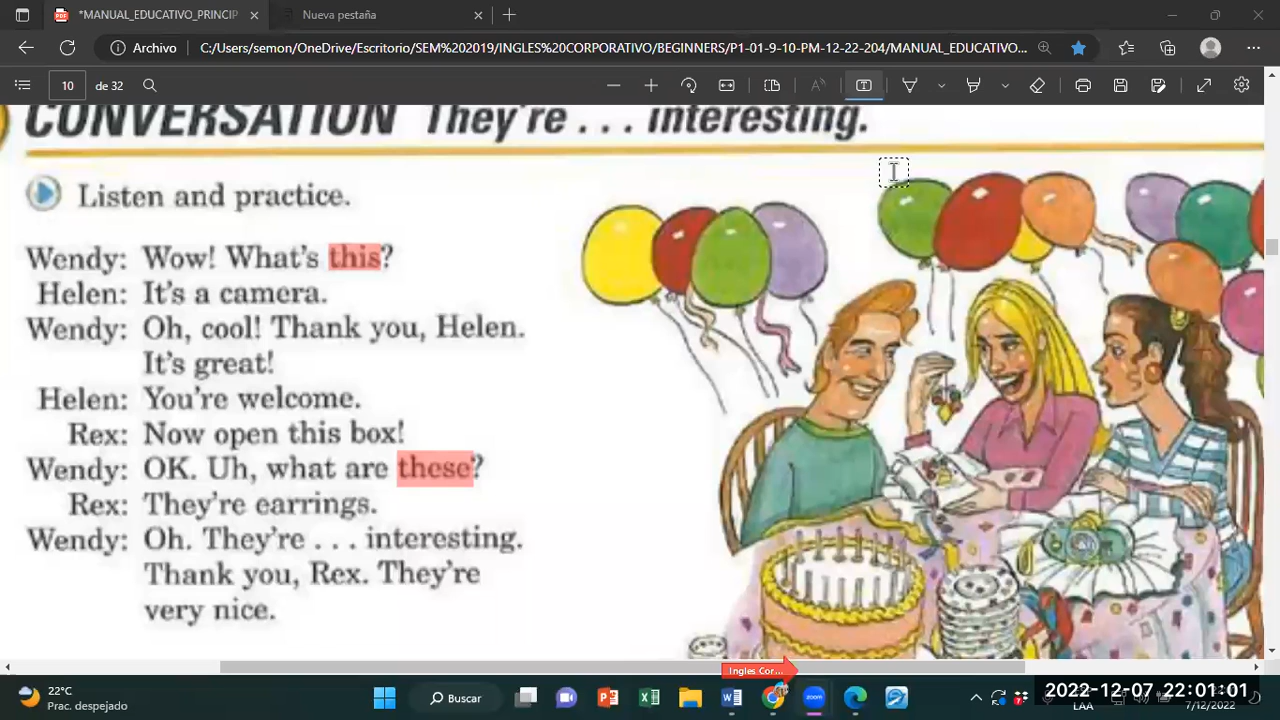 *MANUAL_EDUCATIVO_PRINCIP
Nueva pestaña
Archivo
C:/Users/semon/OneDrive/Escritorio/SEM%202019/INGLES%20CORPORATIVO/BEGINNERS/P1-01-9-10-PM-12-22-204/MANUAL_EDUCATIVO...
10 de 32
CONVERSATION They're . . . interesting.
Listen and practice.
Wendy: Wow! What's this?
Helen: It's a camera.
Wendy: Oh, cool! Thank you, Helen.
It's great!
Helen: You're welcome.
Rex: Now open this box!
Wendy: OK. Uh, what are these?
Rex: They're earrings.
Wendy: Oh. They're . . . interesting.
Thank you, Rex. They're
very nice.
Ingles Cor...
22°C
Prac. despejado
Buscar
2022-12-07 22:01:01
LAA
7/12/2022